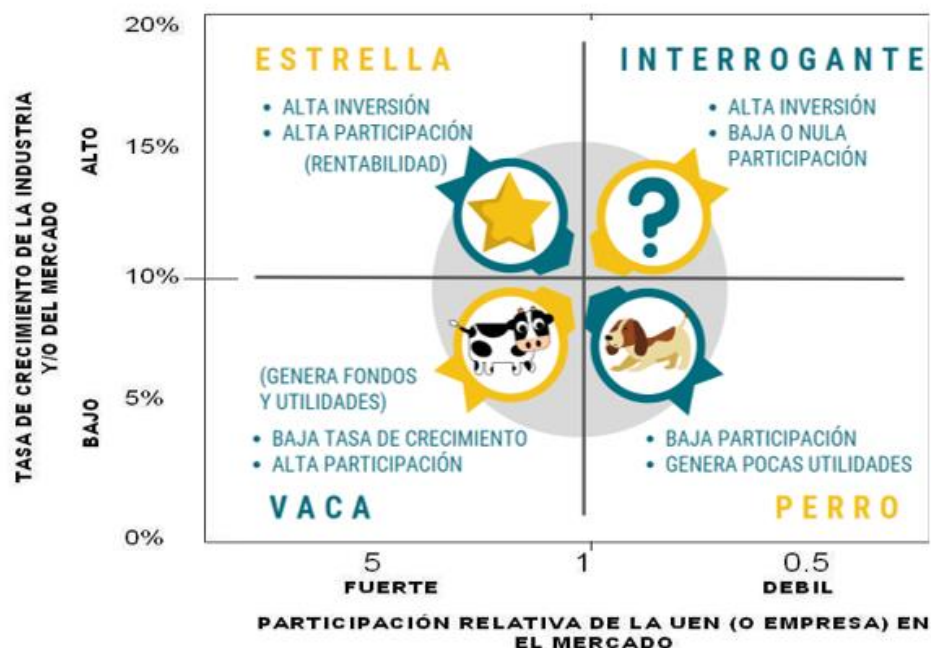 TASA DE CRECIMIENTO DE LA INDUSTRIA
Y/O DEL MERCADO
ALTO
BAJO
20%
15%
10%
5%
0%
ESTRELLA
• ALTA INVERSIÓN
• ALTA PARTICIPACIÓN
(RENTABILIDAD)
INTERROGANTE
• ALTA INVERSIÓN
• BAJA O NULA
PARTICIPACIÓN
?
(GENERA FONDOS
Y UTILIDADES)
• BAJA TASA DE CRECIMIENTO
• ALTA PARTICIPACIÓN
VACA
• BAJA PARTICIPACIÓN
• GENERA POCAS UTILIDADES
PERRO
5
1
0.5
FUERTE
DEBIL
PARTICIPACIÓN RELATIVA DE LA UEN (O EMPRESA) EN
EL MERCADO